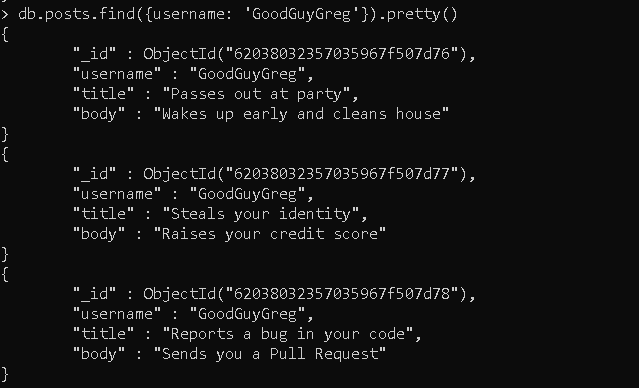 > db.posts.find({username: 'GoodGuyGreg'}).pretty()
{
        "_id" : ObjectId("62038032357035967f507d76"),
        "username" : "GoodGuyGreg",
        "title" : "Passes out at party",
        "body" : "Wakes up early and cleans house"
}
{
        "_id" : ObjectId("62038032357035967f507d77"),
        "username" : "GoodGuyGreg",
        "title" : "Steals your identity",
        "body" : "Raises your credit score"
}
{
        "_id" : ObjectId("62038032357035967f507d78"),
        "username" : "GoodGuyGreg",
        "title" : "Reports a bug in your code",
        "body" : "Sends you a Pull Request"
}